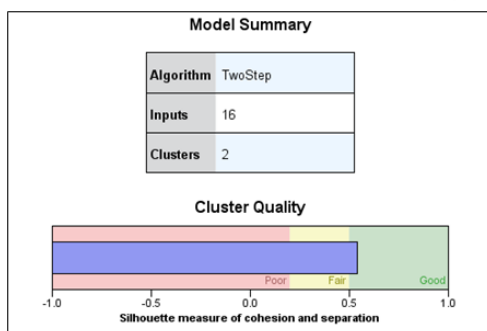 Model Summary
Algorithm TwoStep
Inputs 16
Clusters 2
Cluster Quality
Poor Fair Good
-1.0 -0.5 0.0 0.5 1.0
Silhouette measure of cohesion and separation